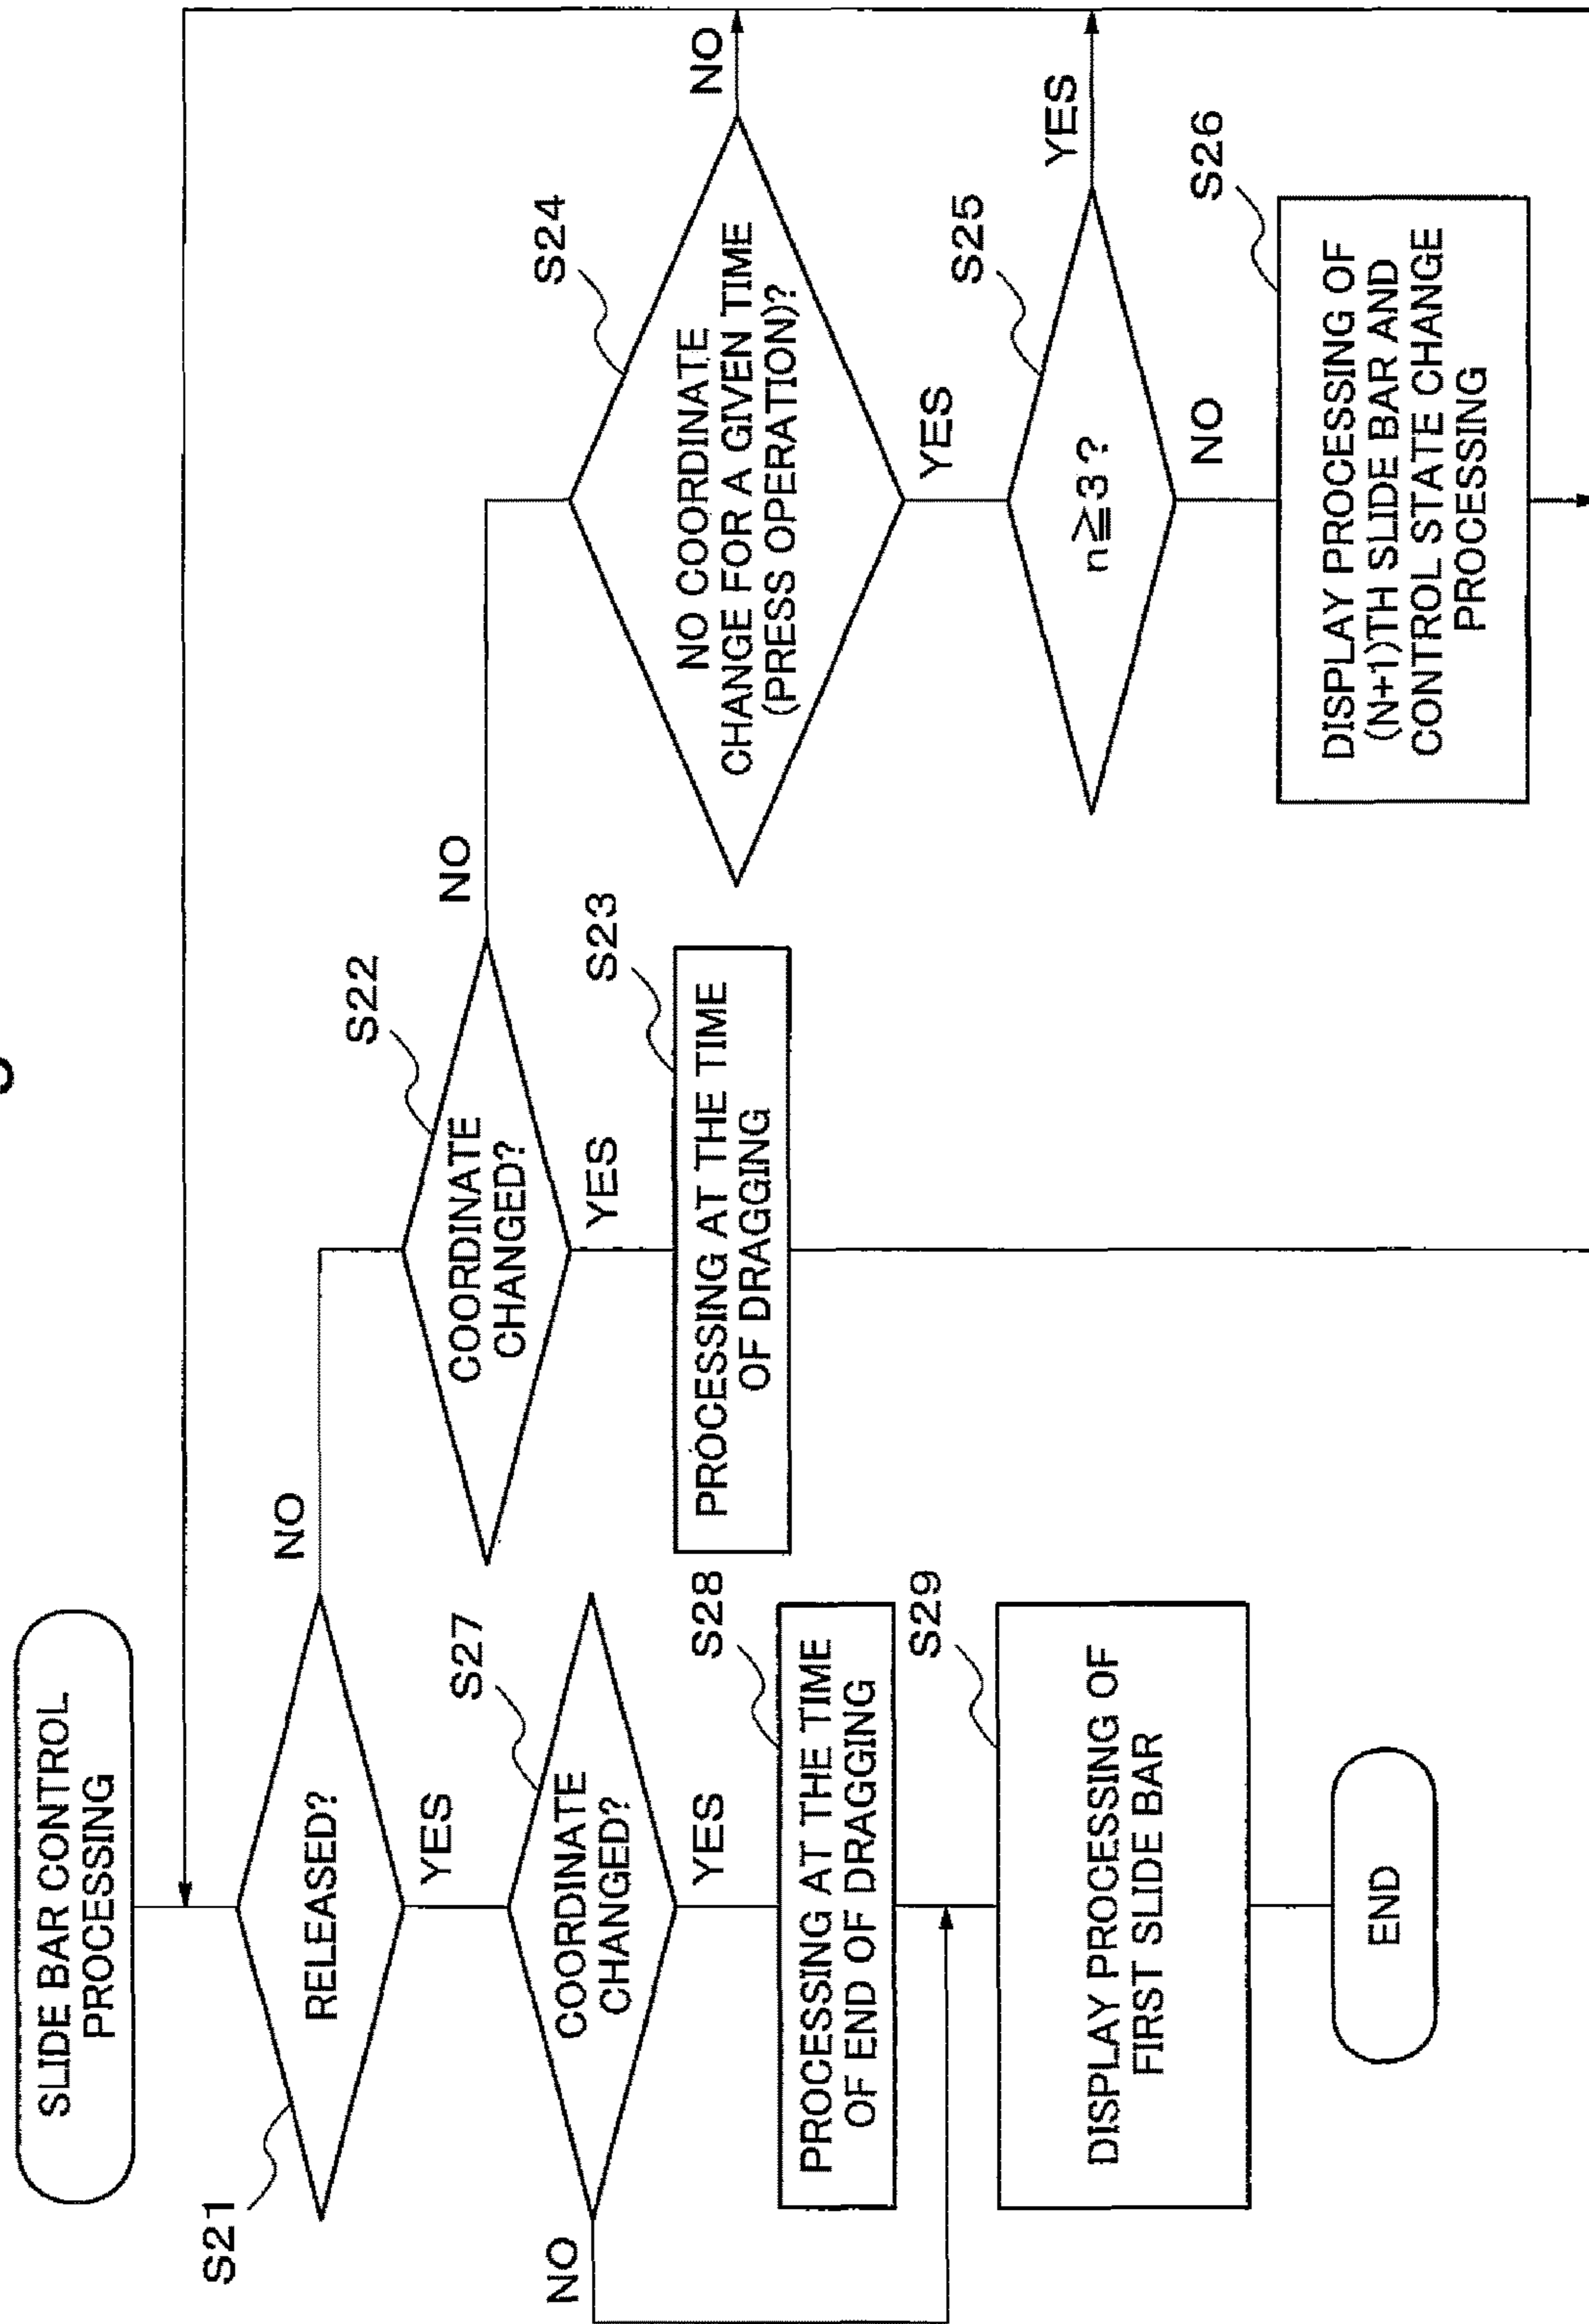 SLIDE BAR CONTROL
PROCESSING
S21
RELEASED?
NO
YES
S22
COORDINATE
CHANGED?
NO
YES
S23
PROCESSING AT THE TIME
OF DRAGGING
S24
NO COORDINATE
CHANGE FOR A GIVEN TIME
(PRESS OPERATION)?
NO
YES
S25
n≧3?
YES
NO
S26
DISPLAY PROCESSING OF
(N+1)TH SLIDE BAR AND
CONTROL STATE CHANGE
PROCESSING
S27
COORDINATE
CHANGED?
NO
YES
S28
PROCESSING AT THE TIME
OF END OF DRAGGING
S29
DISPLAY PROCESSING OF
FIRST SLIDE BAR
END